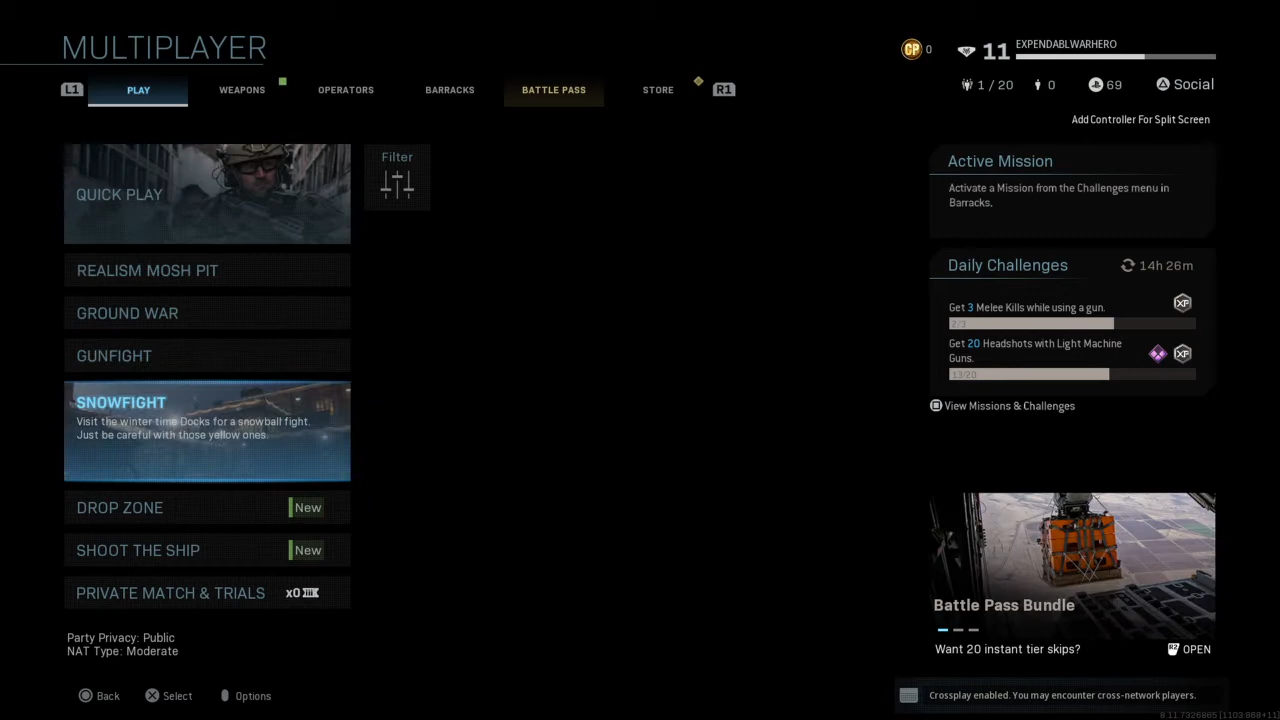 MULTIPLAYER
CP 0
11 EXPENDABLWARHERO
L1 PLAY WEAPONS OPERATORS BARRACKS BATTLE PASS STORE R1
1 / 20 0 69 Social
Add Controller For Split Screen
QUICK PLAY
Filter
REALISM MOSH PIT
GROUND WAR
GUNFIGHT
SNOWFIGHT
Visit the winter time Docks for a snowball fight.
Just be careful with those yellow ones.
DROP ZONE New
SHOOT THE SHIP New
PRIVATE MATCH & TRIALS x0
Party Privacy: Public
NAT Type: Moderate
Back Select Options
Active Mission
Activate a Mission from the Challenges menu in
Barracks.
Daily Challenges 14h 26m
Get 3 Melee Kills while using a gun. XP
2/3
Get 20 Headshots with Light Machine
Guns. XP
13/20
View Missions & Challenges
Battle Pass Bundle
Want 20 instant tier skips? R2 OPEN
Crossplay enabled. You may encounter cross-network players.